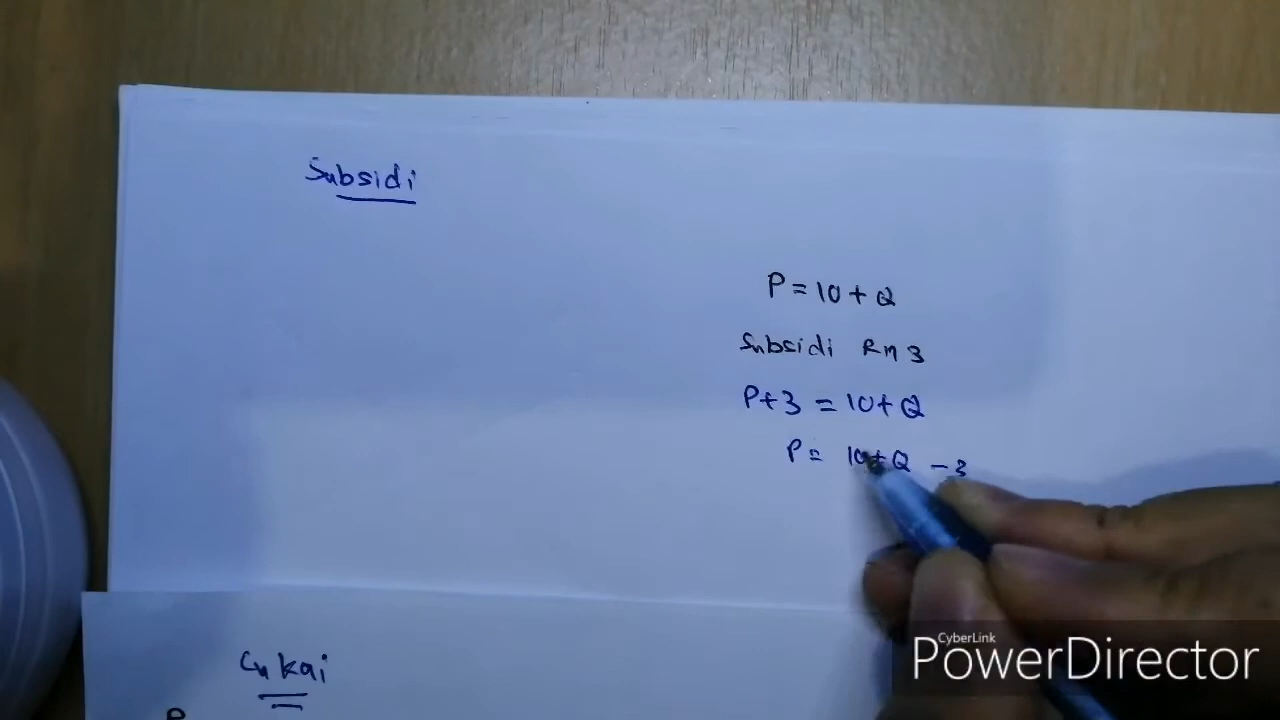 Subsidi
P = 10 + Q
Subsidi RM 3
P+3 = 10+ Q
P = 10+Q - 3
Cukai
P
CyberLink
PowerDirector